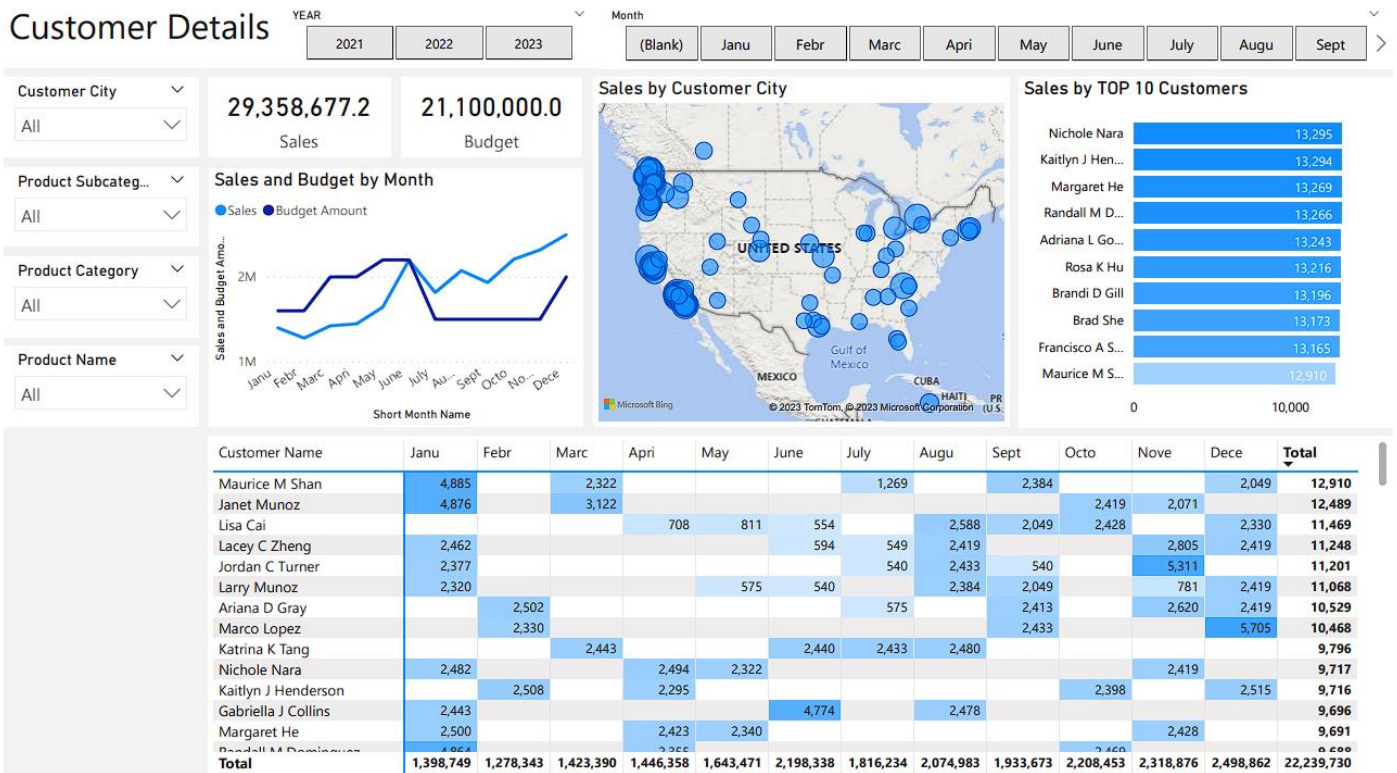 Customer Details
YEAR
2021 2022 2023
Month
(Blank) Janu Febr Marc Apri May June July Augu Sept
Customer City
All
Product Subcateg...
All
Product Category
All
Product Name
All
29,358,677.2
Sales
21,100,000.0
Budget
Sales and Budget by Month
Sales Budget Amount
Sales and Budget Amo...
2M
1M
Janu Febr Marc Apri May June July Au... Sept Octo No... Dece
Short Month Name
Sales by Customer City
UNITED STATES
Gulf of
Mexico
MEXICO
CUBA
HAITI
PR
(U.S.
Microsoft Bing
© 2023 TomTom, © 2023 Microsoft Corporation
Sales by TOP 10 Customers
Nichole Nara 13,295
Kaitlyn J Hen... 13,294
Margaret He 13,269
Randall M D... 13,266
Adriana L Go... 13,243
Rosa K Hu 13,216
Brandi D Gill 13,196
Brad She 13,173
Francisco A S... 13,165
Maurice M S... 12,910
0 10,000
Customer Name Janu Febr Marc Apri May June July Augu Sept Octo Nove Dece Total
Maurice M Shan 4,885 2,322 1,269 2,384 2,049 12,910
Janet Munoz 4,876 3,122 2,419 2,071 12,489
Lisa Cai 708 811 554 2,588 2,049 2,428 2,330 11,469
Lacey C Zheng 2,462 594 549 2,419 2,805 2,419 11,248
Jordan C Turner 2,377 540 2,433 540 5,311 11,201
Larry Munoz 2,320 575 540 2,384 2,049 781 2,419 11,068
Ariana D Gray 2,502 575 2,413 2,620 2,419 10,529
Marco Lopez 2,330 2,433 5,705 10,468
Katrina K Tang 2,443 2,440 2,433 2,480 9,796
Nichole Nara 2,482 2,494 2,322 2,419 9,717
Kaitlyn J Henderson 2,508 2,295 2,398 2,515 9,716
Gabriella J Collins 2,443 4,774 2,478 9,696
Margaret He 2,500 2,423 2,340 2,428 9,691
Randall M Dominguez 4,864 2,355 2,469 9,688
Total 1,398,749 1,278,343 1,423,390 1,446,358 1,643,471 2,198,338 1,816,234 2,074,983 1,933,673 2,208,453 2,318,876 2,498,862 22,239,730